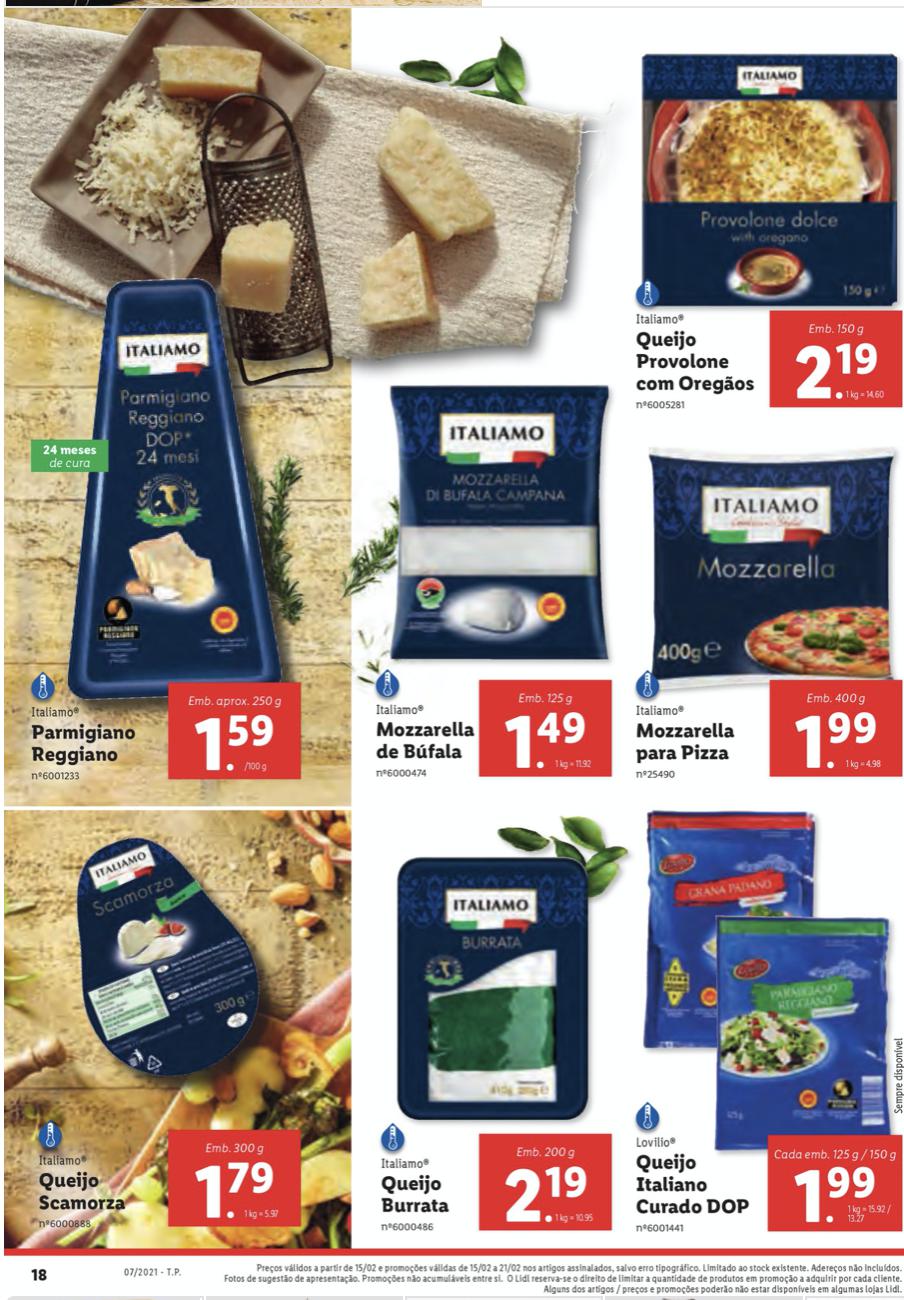 ITALIAMO
Provolone dolce
with oregano
150 g e
Italiamo®
Queijo
Provolone
com Oregãos
nº6005281
Emb. 150 g
2.19
1 kg = 14,60
ITALIAMO
Parmigiano
Reggiano
DOP*
24 mesi
24 meses
de cura
PARMIGIANO
REGGIANO
Italiamo®
Parmigiano
Reggiano
nº6001233
Emb. aprox. 250 g
1.59
/100 g
ITALIAMO
MOZZARELLA
DI BUFALA CAMPANA
Italiamo®
Mozzarella
de Búfala
nº6000474
Emb. 125 g
1.49
1 kg = 11,92
ITALIAMO
Mozzarella
400g e
Italiamo®
Mozzarella
para Pizza
nº25490
Emb. 400 g
1.99
1 kg = 4,98
ITALIAMO
Scamorza
300 g e
Italiamo®
Queijo
Scamorza
nº6000888
Emb. 300 g
1.79
1 kg = 5,97
ITALIAMO
BURRATA
Italiamo®
Queijo
Burrata
nº6000486
Emb. 200 g
2.19
1 kg = 10,95
GRANA PADANO
PARMIGIANO
REGGIANO
125 g
Sempre disponível
Lovilio®
Queijo
Italiano
Curado DOP
nº6001441
Cada emb. 125 g / 150 g
1.99
1 kg = 15,92 /
13,27
18
07/2021 - T.P.
Preços válidos a partir de 15/02 e promoções válidas de 15/02 a 21/02 nos artigos assinalados, salvo erro tipográfico. Limitado ao stock existente. Adereços não incluídos.
Fotos de sugestão de apresentação. Promoções não acumuláveis entre si. O Lidl reserva-se o direito de limitar a quantidade de produtos em promoção a adquirir por cada cliente.
Alguns dos artigos / preços e promoções poderão não estar disponíveis em algumas lojas Lidl.